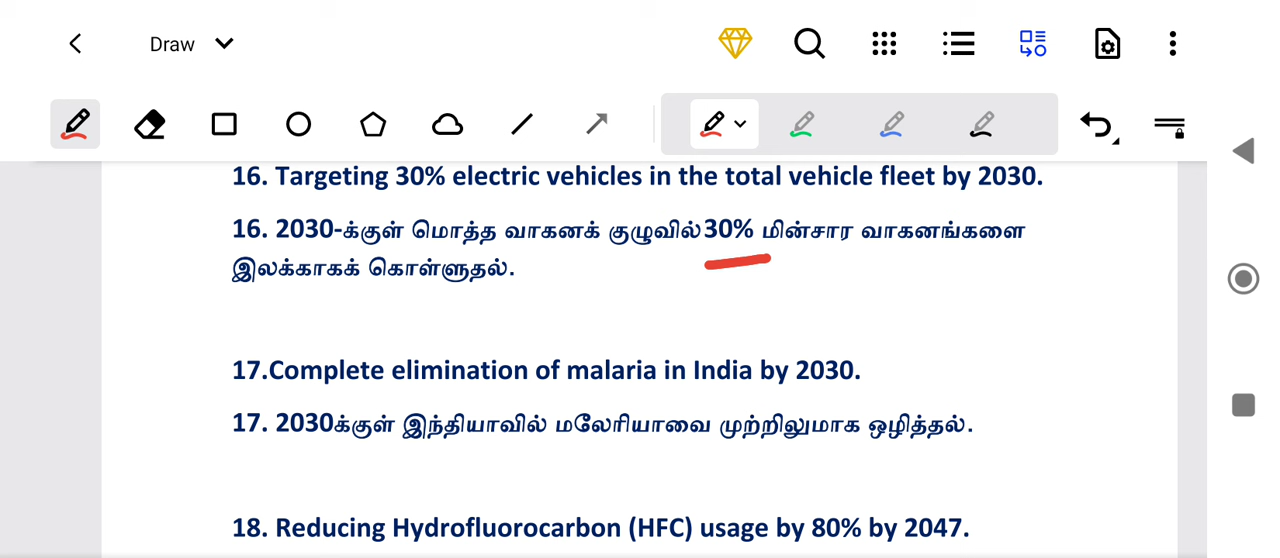 Draw
16. Targeting 30% electric vehicles in the total vehicle fleet by 2030.
16. 2030-க்குள் மொத்த வாகனக் குழுவில் 30% மின்சார வாகனங்களை
இலக்காகக் கொள்ளுதல்.
17.Complete elimination of malaria in India by 2030.
17. 2030க்குள் இந்தியாவில் மலேரியாவை முற்றிலுமாக ஒழித்தல்.
18. Reducing Hydrofluorocarbon (HFC) usage by 80% by 2047.